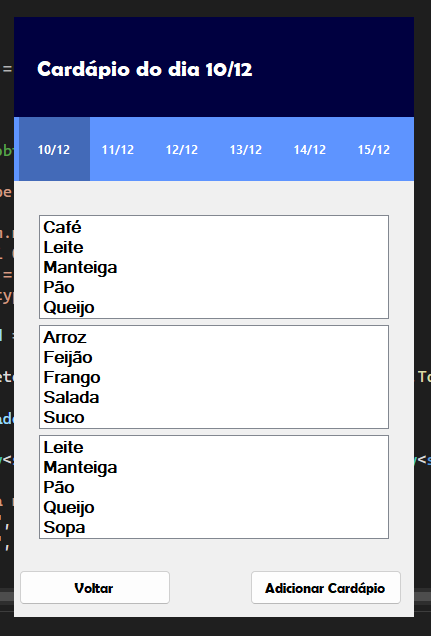 Cardápio do dia 10/12
10/12 11/12 12/12 13/12 14/12 15/12
Café
Leite
Manteiga
Pão
Queijo
Arroz
Feijão
Frango
Salada
Suco
Leite
Manteiga
Pão
Queijo
Sopa
Voltar Adicionar Cardápio